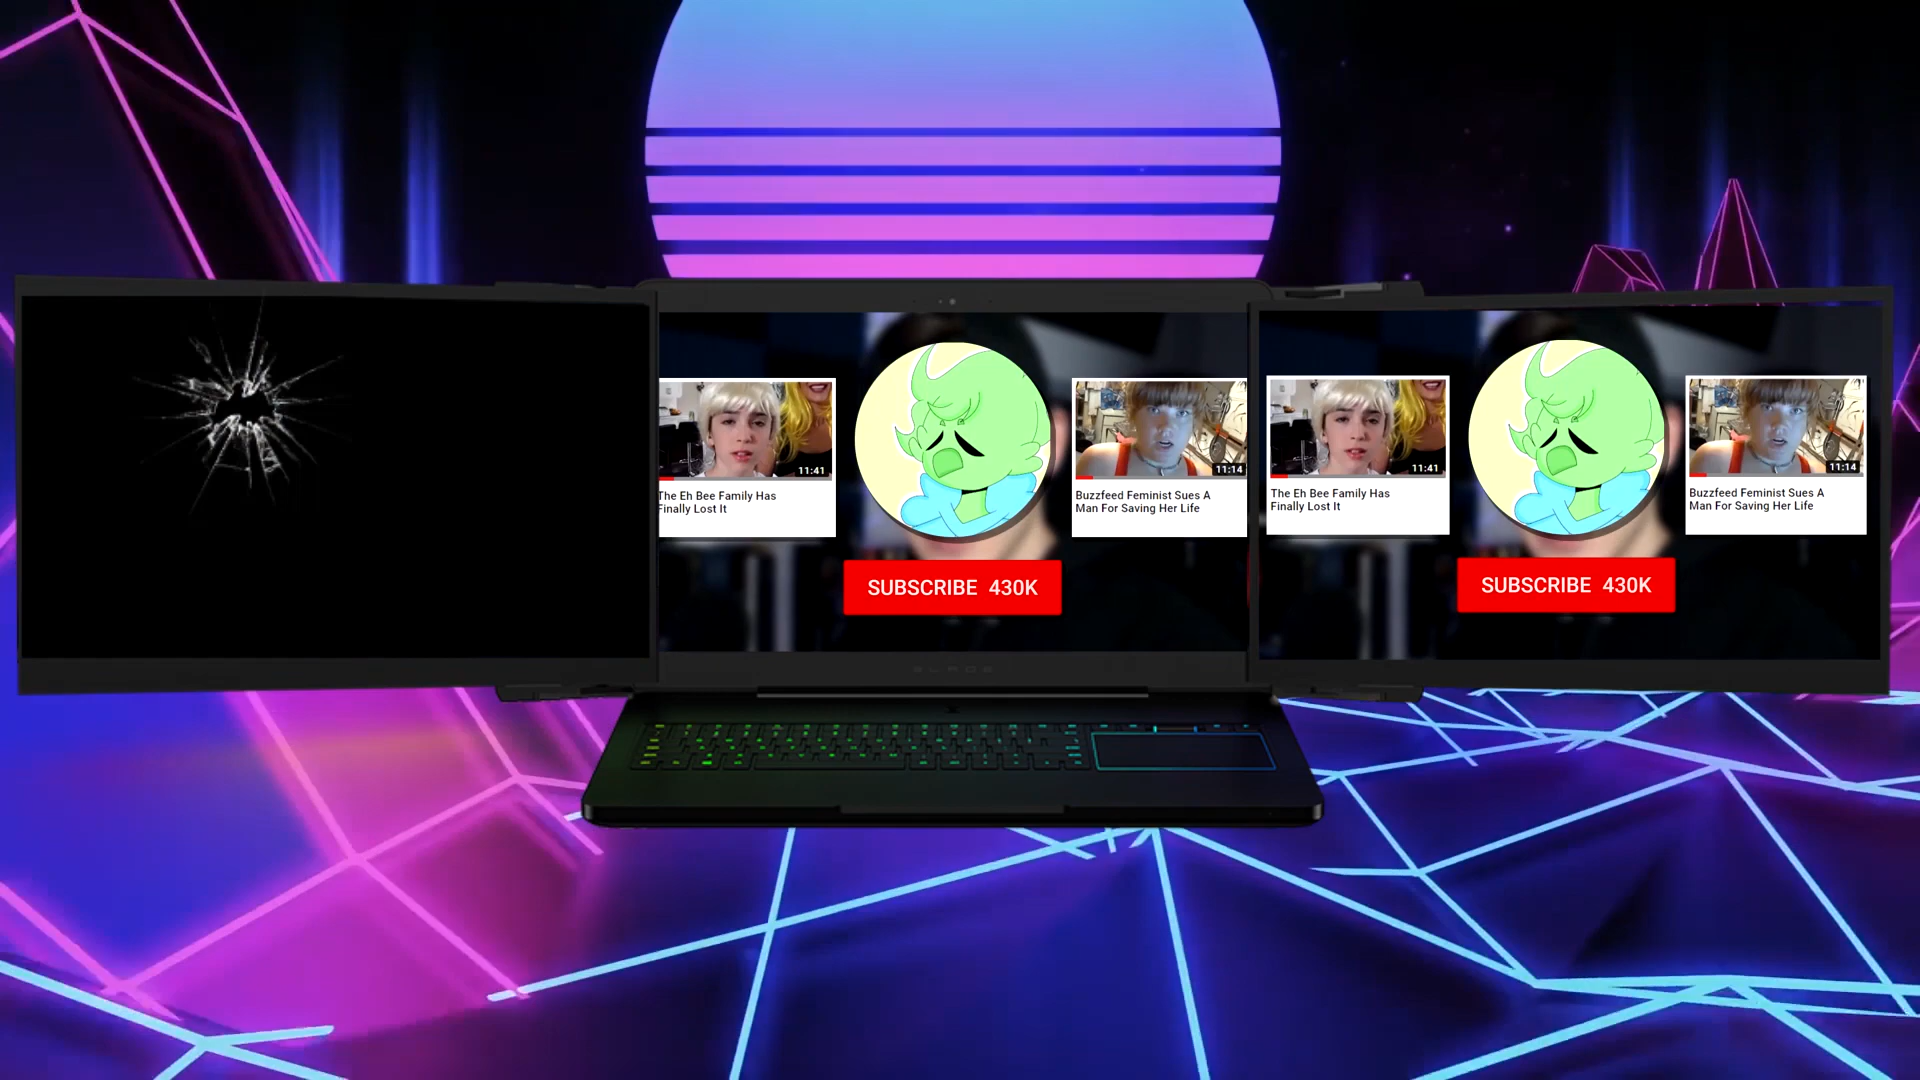 11:41
The Eh Bee Family Has
Finally Lost It
SUBSCRIBE 430K
11:14
Buzzfeed Feminist Sues A
Man For Saving Her Life
11:41
The Eh Bee Family Has
Finally Lost It
SUBSCRIBE 430K
11:14
Buzzfeed Feminist Sues A
Man For Saving Her Life